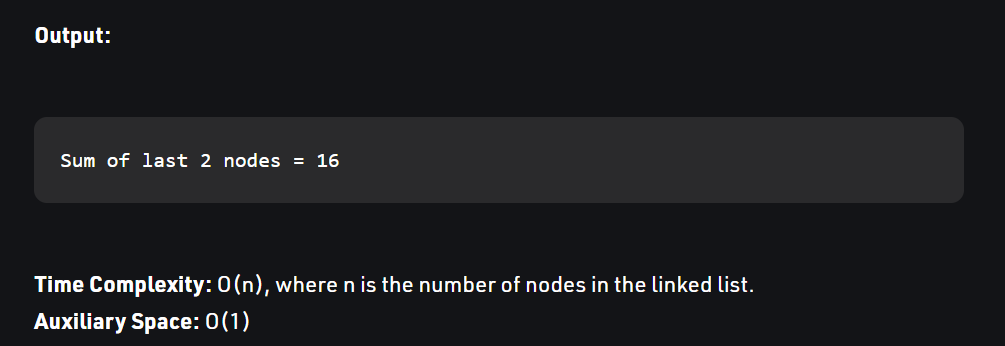 Output:
Sum of last 2 nodes = 16
Time Complexity: O(n), where n is the number of nodes in the linked list.
Auxiliary Space: O(1)